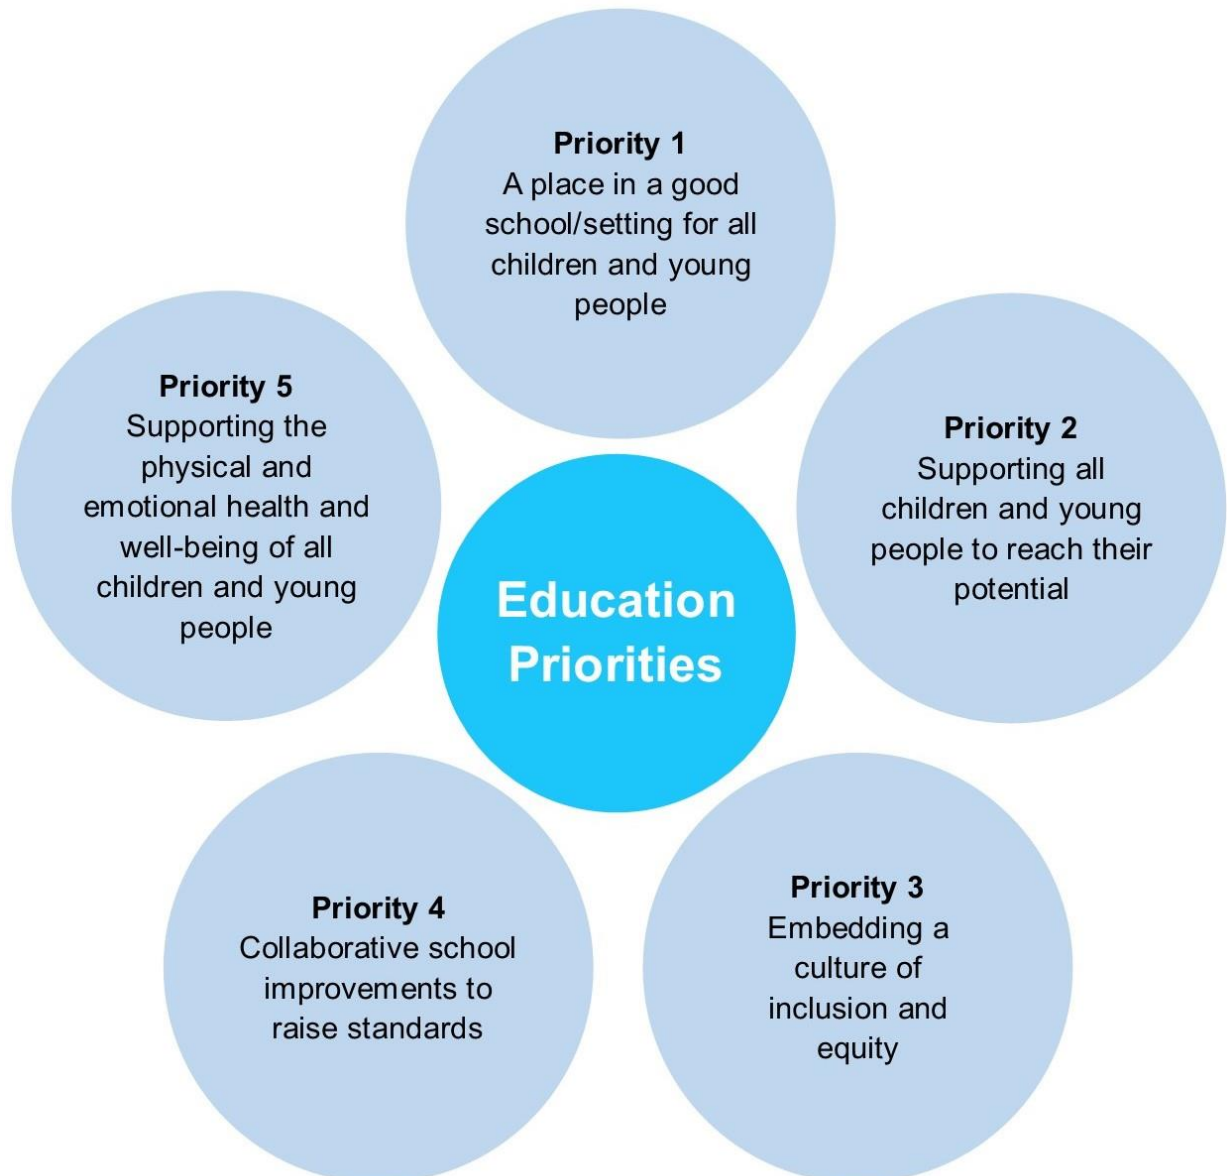 Priority 1
A place in a good
school/setting for all
children and young
people
Priority 2
Supporting all
children and young
people to reach their
potential
Priority 3
Embedding a
culture of
inclusion and
equity
Priority 4
Collaborative school
improvements to
raise standards
Priority 5
Supporting the
physical and
emotional health and
well-being of all
children and young
people
Education
Priorities